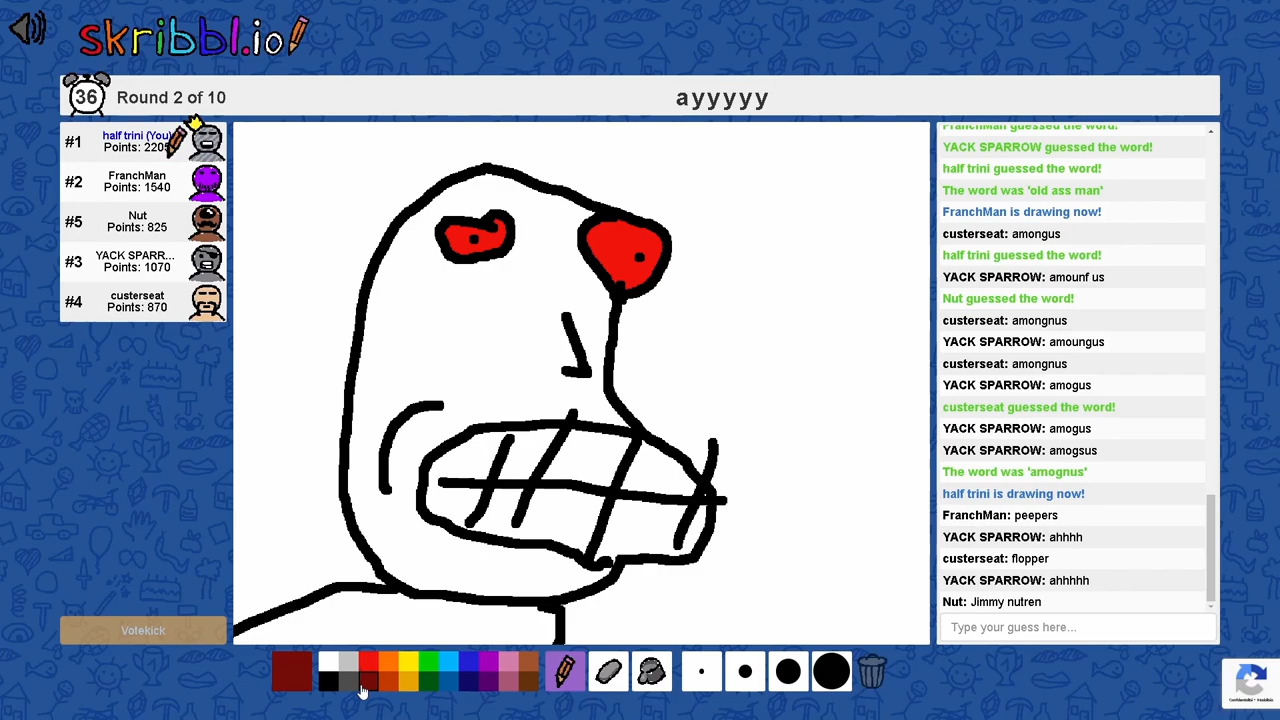 skribbl.io
36
Round 2 of 10
ayyyyy
#1
half trini (You)
Points: 2205
#2
FranchMan
Points: 1540
#5
Nut
Points: 825
#3
YACK SPARR...
Points: 1070
#4
custerseat
Points: 870
Votekick
FranchMan guessed the word!
YACK SPARROW guessed the word!
half trini guessed the word!
The word was 'old ass man'
FranchMan is drawing now!
custerseat: amongus
half trini guessed the word!
YACK SPARROW: amounf us
Nut guessed the word!
custerseat: amongnus
YACK SPARROW: amoungus
custerseat: amongnus
YACK SPARROW: amogus
custerseat guessed the word!
YACK SPARROW: amogus
YACK SPARROW: amogsus
The word was 'amognus'
half trini is drawing now!
FranchMan: peepers
YACK SPARROW: ahhhh
custerseat: flopper
YACK SPARROW: ahhhhh
Nut: Jimmy nutren
Type your guess here...